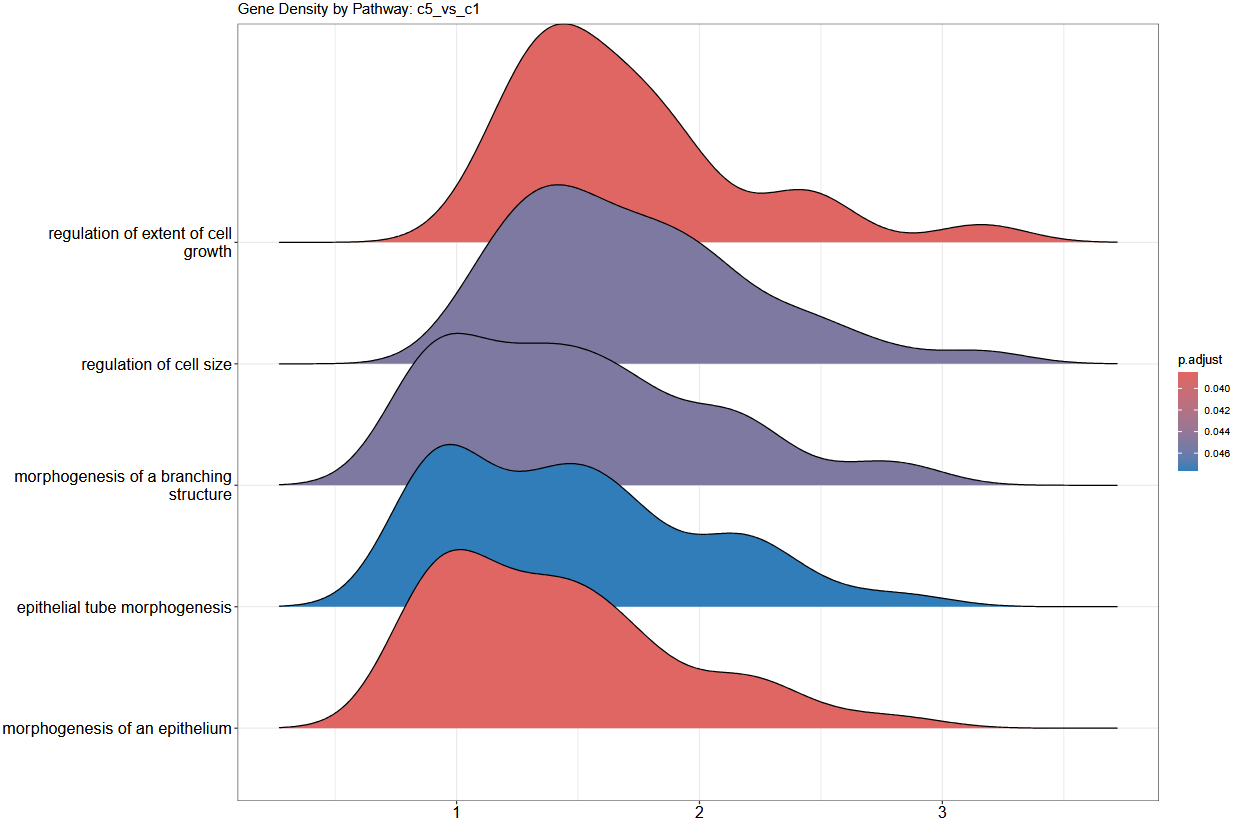 Gene Density by Pathway: c5_vs_c1
regulation of extent of cell
growth
regulation of cell size
morphogenesis of a branching
structure
epithelial tube morphogenesis
morphogenesis of an epithelium
1
2
3
p.adjust
0.040
0.042
0.044
0.046